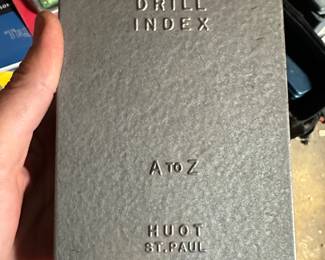 DRILL
INDEX
A TO Z
HUOT
ST. PAUL